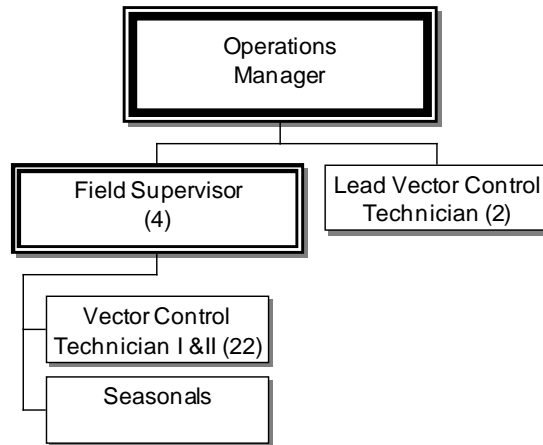 Operations
Manager
Field Supervisor
(4)
Lead Vector Control
Technician (2)
Vector Control
Technician I &II (22)
Seasonals